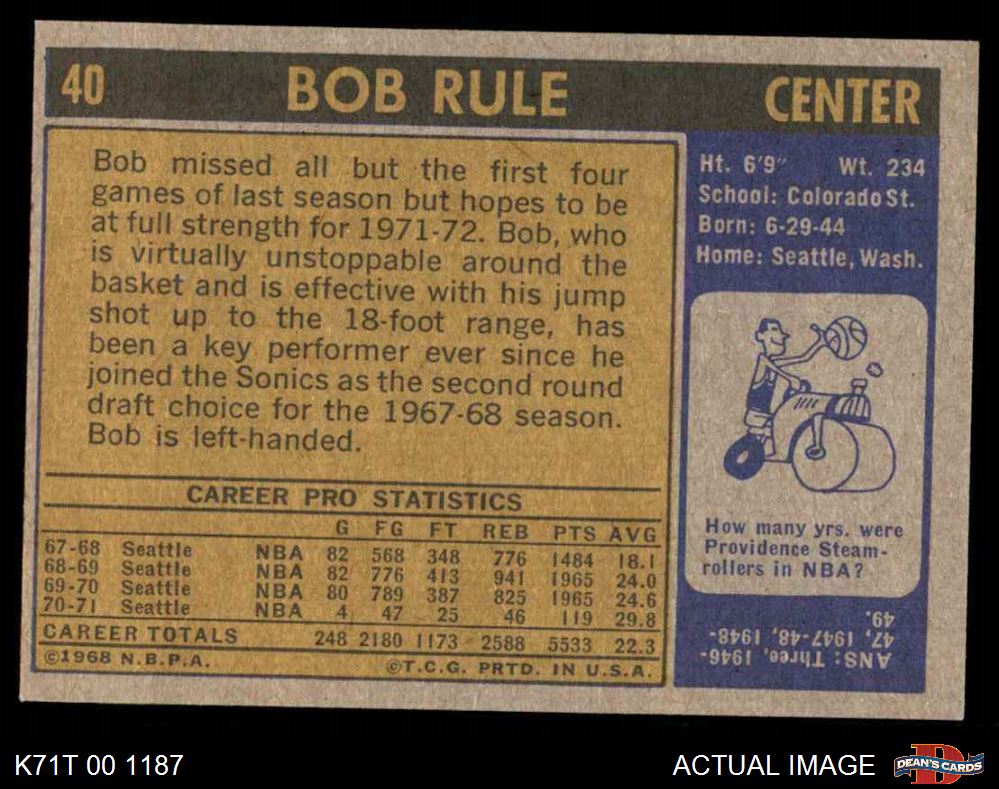 40 BOB RULE CENTER
Bob missed all but the first four
games of last season but hopes to be
at full strength for 1971-72. Bob, who
is virtually unstoppable around the
basket and is effective with his jump
shot up to the 18-foot range, has
been a key performer ever since he
joined the Sonics as the second round
draft choice for the 1967-68 season.
Bob is left-handed.
CAREER PRO STATISTICS
G FG FT REB PTS AVG
67-68 Seattle NBA 82 568 348 776 1484 18.1
68-69 Seattle NBA 82 776 413 941 1965 24.0
69-70 Seattle NBA 80 789 387 825 1965 24.6
70-71 Seattle NBA 4 47 25 46 119 29.8
CAREER TOTALS 248 2180 1173 2588 5533 22.3
©1968 N.B.P.A. ©T.C.G. PRTD. IN U.S.A.
Ht. 6'9" Wt. 234
School: Colorado St.
Born: 6-29-44
Home: Seattle, Wash.
How many yrs. were
Providence Steam-
rollers in NBA?
ANS: Three, 1946-
47, 1947-48, 1948-
49.
K71T 00 1187 ACTUAL IMAGE DEAN'S CARDS